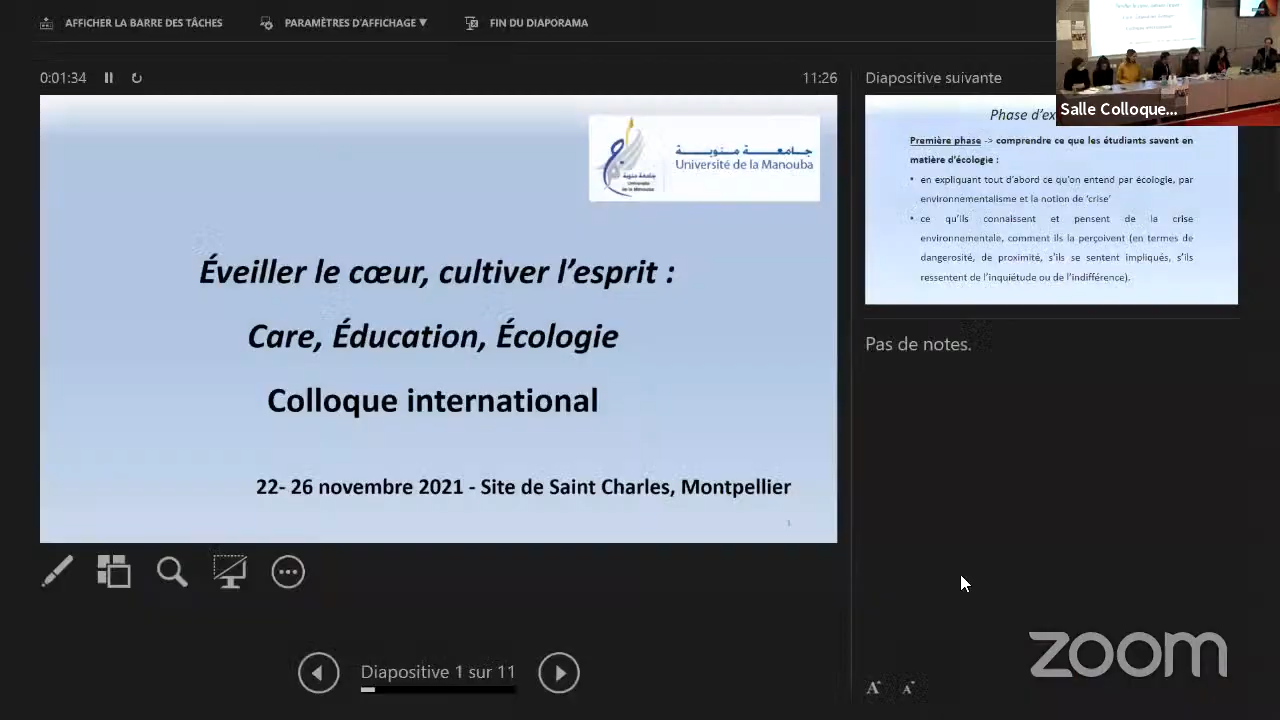 AFFICHER LA BARRE DES TÂCHES
PARAMÈTRES D'AFFICHAGE ▼
FIN DU DIAPORAMA
0:01:34
11:26
جامعة منوبة
Université de la Manouba
Éveiller le cœur, cultiver l'esprit :
Care, Éducation, Écologie
Colloque international
22- 26 novembre 2021 - Site de Saint Charles, Montpellier
1
Diapositive 1 sur 11
Diapositive suivante
Salle Colloque...
Phase d'ex
Première phase -> comprendre ce que les étudiants savent en
matière d'écologie :
• en expliquant tout d'abord ce qu'on entend par écologie, par
environnementalisme et la notion de 'crise'
• ce qu'ils connaissent et pensent de la crise
environnementale, comment ils la perçoivent (en termes de
dangerosité, de proximité, s'ils se sentent impliqués, s'ils
ressentent de l'inquiétude ou de l'indifférence).
Pas de notes.
A A
zoom